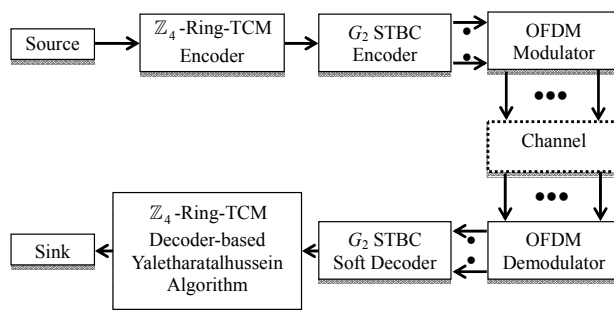 Source
ℤ₄-Ring-TCM
Encoder
G₂ STBC
Encoder
OFDM
Modulator
Channel
OFDM
Demodulator
G₂ STBC
Soft Decoder
ℤ₄-Ring-TCM
Decoder-based
Yaletharatalhussein
Algorithm
Sink